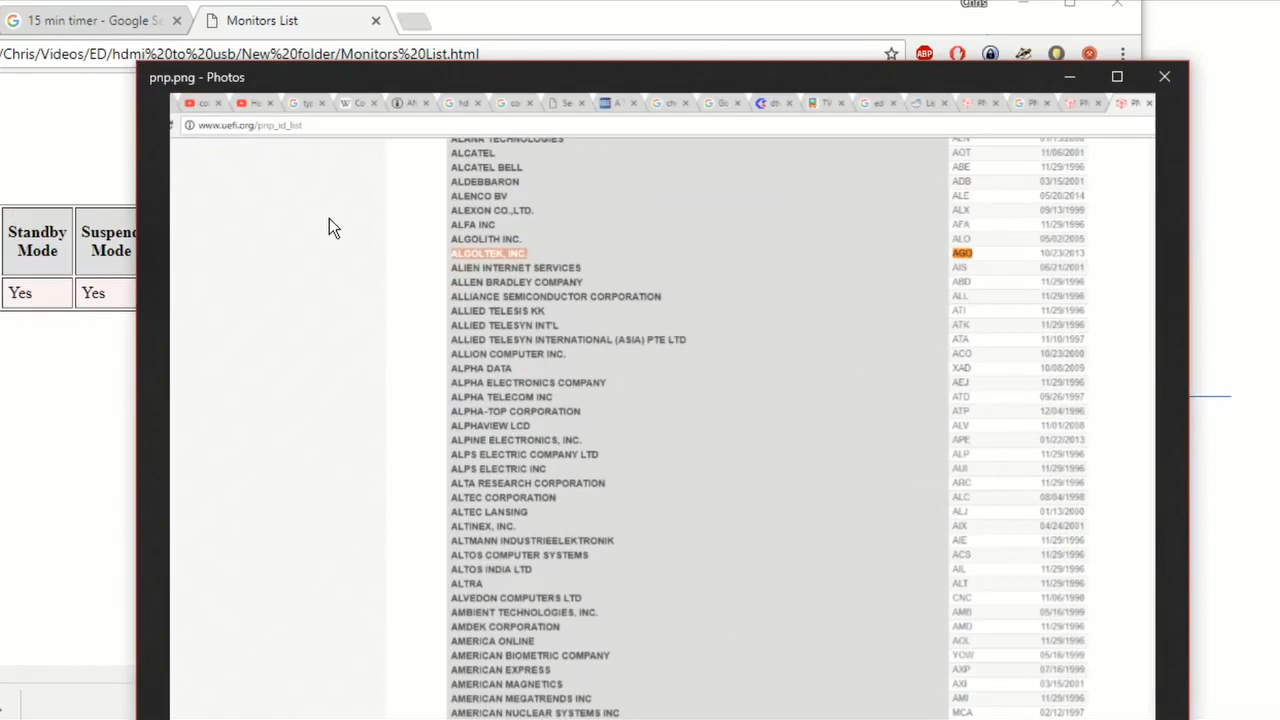 15 min timer - Google Se
Monitors List
Chris
/Chris/Videos/ED/hdmi%20to%20usb/New%20folder/Monitors%20List.html
ABP
Standby Mode
Suspend Mode
Yes
Yes
pnp.png - Photos
www.uefi.org/pnp_id_list
ALANA TECHNOLOGIES
ALCATEL AOT 11/06/2001
ALCATEL BELL ABE 11/29/1996
ALDEBBARON ADB 03/15/2001
ALENCO BV ALE 05/20/2014
ALEXON CO.,LTD. ALX 09/13/1999
ALFA INC AFA 11/29/1996
ALGOLITH INC. ALO 05/02/2005
ALGOLTEK, INC. AGO 10/23/2013
ALIEN INTERNET SERVICES AIS 06/21/2001
ALLEN BRADLEY COMPANY ABD 11/29/1996
ALLIANCE SEMICONDUCTOR CORPORATION ALL 11/29/1996
ALLIED TELESIS KK ATI 11/29/1996
ALLIED TELESYN INT'L ATK 11/29/1996
ALLIED TELESYN INTERNATIONAL (ASIA) PTE LTD ATA 11/10/1997
ALLION COMPUTER INC. ACO 10/23/2000
ALPHA DATA XAD 10/08/2009
ALPHA ELECTRONICS COMPANY AEJ 11/29/1996
ALPHA TELECOM INC ATD 09/26/1997
ALPHA-TOP CORPORATION ATP 12/04/1996
ALPHAVIEW LCD ALV 11/01/2008
ALPINE ELECTRONICS, INC. APE 01/22/2013
ALPS ELECTRIC COMPANY LTD ALP 11/29/1996
ALPS ELECTRIC INC AUI 11/29/1996
ALTA RESEARCH CORPORATION ARC 11/29/1996
ALTEC CORPORATION ALC 08/04/1998
ALTEC LANSING ALJ 01/13/2000
ALTINEX, INC. AIX 04/24/2001
ALTMANN INDUSTRIEELEKTRONIK AIE 11/29/1996
ALTOS COMPUTER SYSTEMS ACS 11/29/1996
ALTOS INDIA LTD AIL 11/29/1996
ALTRA ALT 11/29/1996
ALVEDON COMPUTERS LTD CNC 11/06/1998
AMBIENT TECHNOLOGIES, INC. AMB 05/16/1999
AMDEK CORPORATION AMD 11/29/1996
AMERICA ONLINE AOL 11/29/1996
AMERICAN BIOMETRIC COMPANY YOW 05/16/1999
AMERICAN EXPRESS AXP 07/16/1999
AMERICAN MAGNETICS AXI 03/15/2001
AMERICAN MEGATRENDS INC AMI 11/29/1996
AMERICAN NUCLEAR SYSTEMS INC MCA 02/12/1997